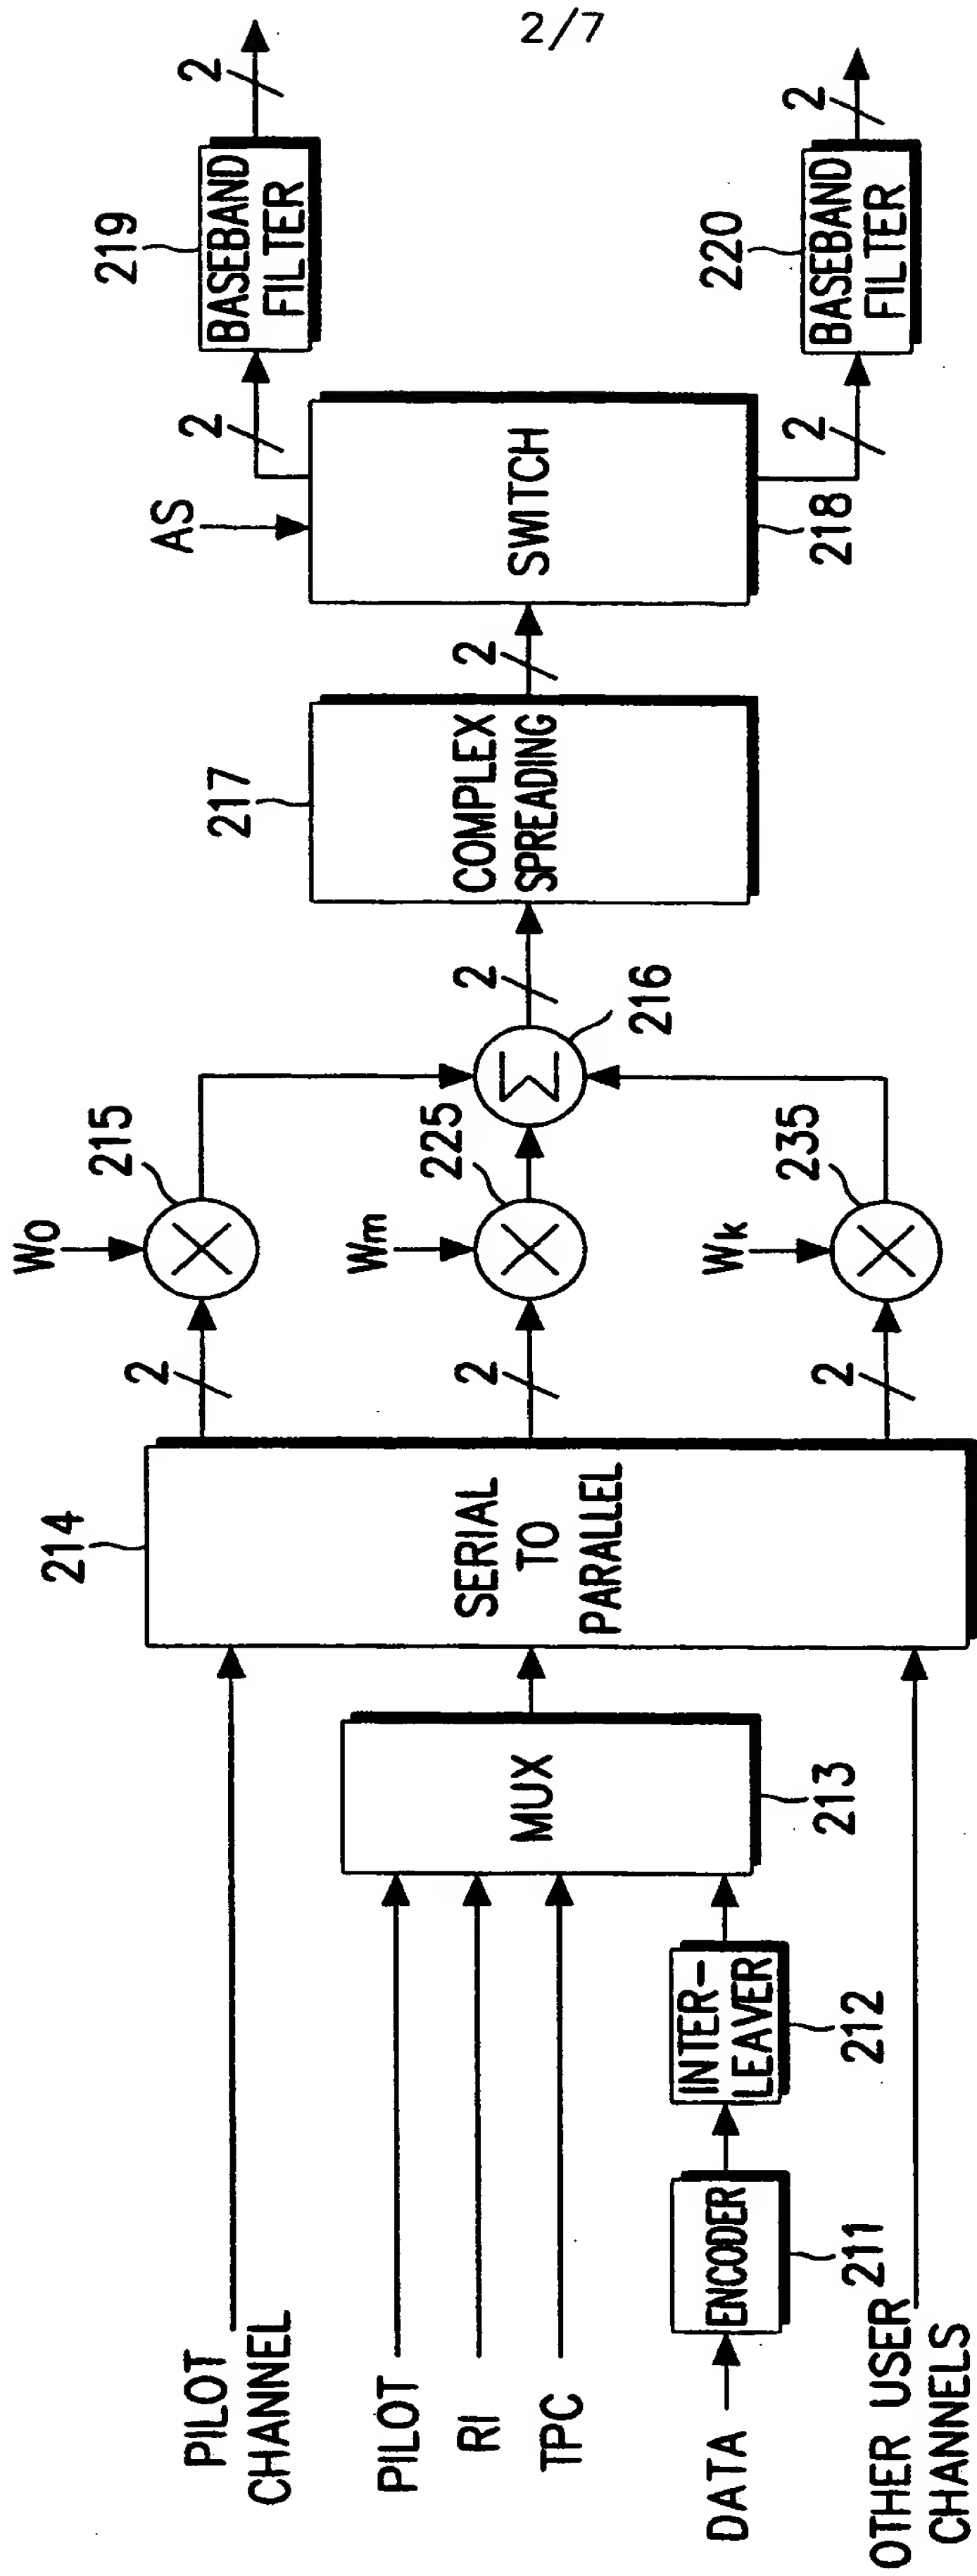 2/7
PILOT
CHANNEL
PILOT
RI
TPC
DATA
OTHER USER
CHANNELS
ENCODER
211
INTER-
LEAVER
212
MUX
213
214
SERIAL
TO
PARALLEL
2
2
2
W0
215
Wm
225
Wk
235
Σ
216
2
217
COMPLEX
SPREADING
2
AS
SWITCH
218
2
2
219
BASEBAND
FILTER
2
220
BASEBAND
FILTER
2